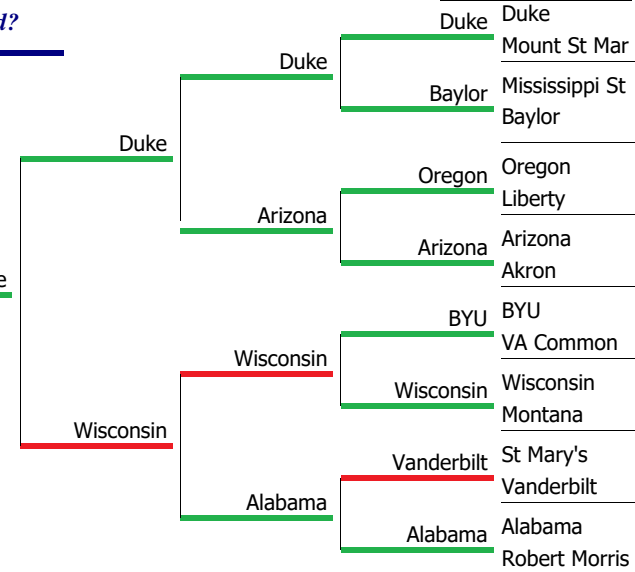 d?
Duke
Mount St Mar
Mississippi St
Baylor
Oregon
Liberty
Arizona
Akron
BYU
VA Common
Wisconsin
Montana
St Mary's
Vanderbilt
Alabama
Robert Morris
Duke
Baylor
Oregon
Arizona
BYU
Wisconsin
Vanderbilt
Alabama
Duke
Arizona
Wisconsin
Alabama
Duke
Wisconsin
e